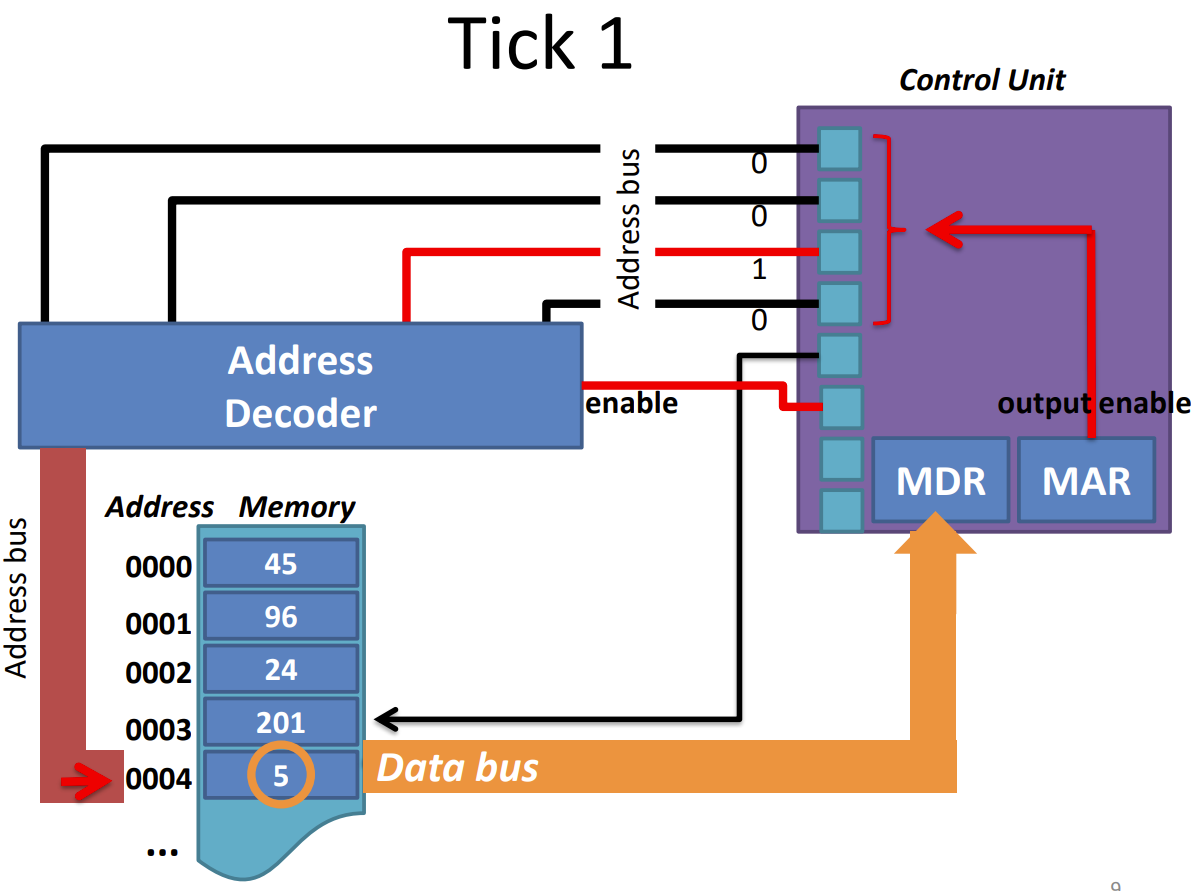 Tick 1
Control Unit
Address bus
0
0
1
0
Address
Decoder
enable
output enable
MDR
MAR
Address bus
Address Memory
0000 45
0001 96
0002 24
0003 201
0004 5
Data bus
...
9